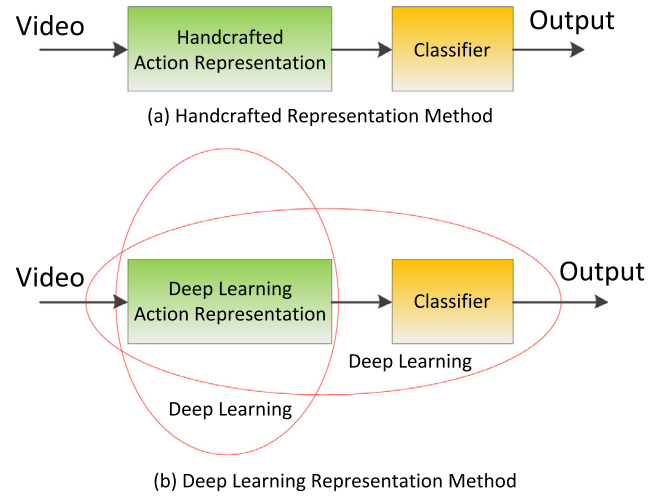 Video
Handcrafted
Action Representation
Classifier
Output
(a) Handcrafted Representation Method
Video
Deep Learning
Action Representation
Classifier
Output
Deep Learning
Deep Learning
(b) Deep Learning Representation Method